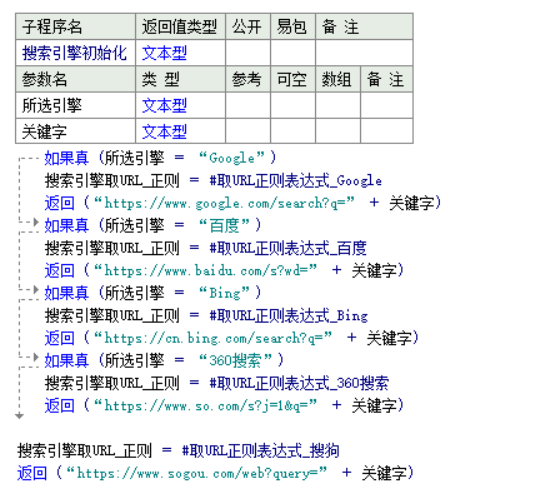 子程序名 返回值类型 公开 易包 备 注
搜索引擎初始化 文本型
参数名 类 型 参考 可空 数组 备 注
所选引擎 文本型
关键字 文本型
如果真 (所选引擎 = “Google”)
搜索引擎取URL_正则 = #取URL正则表达式_Google
返回 (“https://www.google.com/search?q=” + 关键字)
如果真 (所选引擎 = “百度”)
搜索引擎取URL_正则 = #取URL正则表达式_百度
返回 (“https://www.baidu.com/s?wd=” + 关键字)
如果真 (所选引擎 = “Bing”)
搜索引擎取URL_正则 = #取URL正则表达式_Bing
返回 (“https://cn.bing.com/search?q=” + 关键字)
如果真 (所选引擎 = “360搜索”)
搜索引擎取URL_正则 = #取URL正则表达式_360搜索
返回 (“https://www.so.com/s?j=1&q=” + 关键字)
搜索引擎取URL_正则 = #取URL正则表达式_搜狗
返回 (“https://www.sogou.com/web?query=” + 关键字)